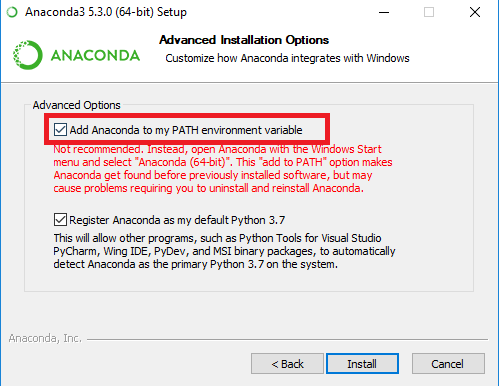 Anaconda3 5.3.0 (64-bit) Setup
Advanced Installation Options
Customize how Anaconda integrates with Windows
ANACONDA
Advanced Options
Add Anaconda to my PATH environment variable
Not recommended. Instead, open Anaconda with the Windows Start
menu and select "Anaconda (64-bit)". This "add to PATH" option makes
Anaconda get found before previously installed software, but may
cause problems requiring you to uninstall and reinstall Anaconda.
Register Anaconda as my default Python 3.7
This will allow other programs, such as Python Tools for Visual Studio
PyCharm, Wing IDE, PyDev, and MSI binary packages, to automatically
detect Anaconda as the primary Python 3.7 on the system.
Anaconda, Inc.
< Back
Install
Cancel